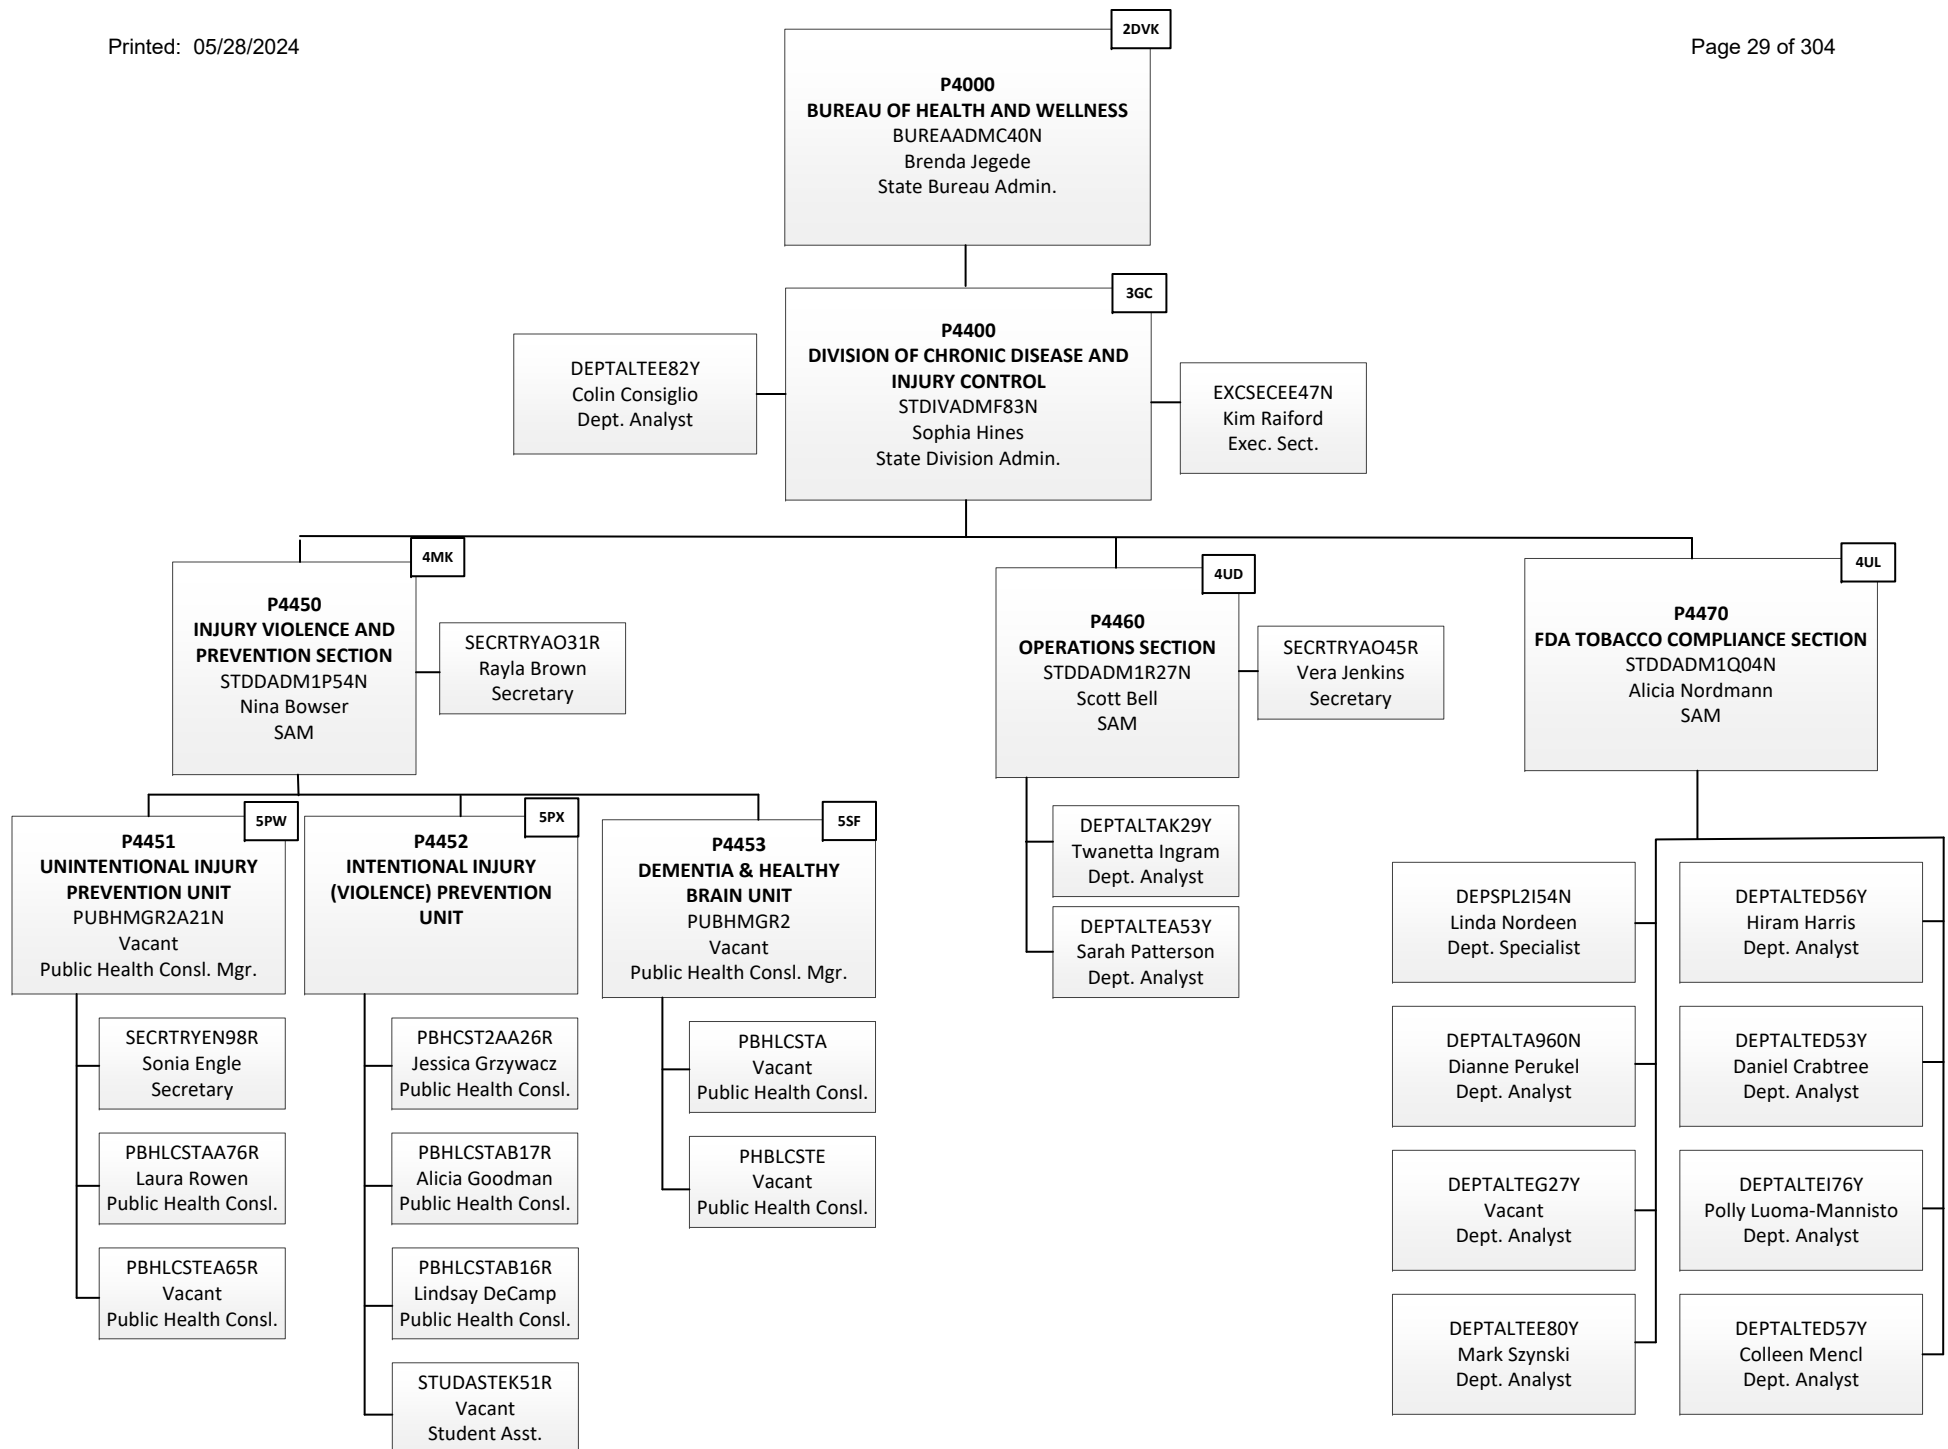 Printed: 05/28/2024
Page 29 of 304
2DVK
P4000
BUREAU OF HEALTH AND WELLNESS
BUREAADMC40N
Brenda Jegede
State Bureau Admin.
3GC
P4400
DIVISION OF CHRONIC DISEASE AND
INJURY CONTROL
STDIVADMF83N
Sophia Hines
State Division Admin.
DEPTALTEE82Y
Colin Consiglio
Dept. Analyst
EXCSECEE47N
Kim Raiford
Exec. Sect.
4MK
P4450
INJURY VIOLENCE AND
PREVENTION SECTION
STDDADM1P54N
Nina Bowser
SAM
SECRTRYAO31R
Rayla Brown
Secretary
4UD
P4460
OPERATIONS SECTION
STDDADM1R27N
Scott Bell
SAM
SECRTRYAO45R
Vera Jenkins
Secretary
4UL
P4470
FDA TOBACCO COMPLIANCE SECTION
STDDADM1Q04N
Alicia Nordmann
SAM
5PW
P4451
UNINTENTIONAL INJURY
PREVENTION UNIT
PUBHMGR2A21N
Vacant
Public Health Consl. Mgr.
SECRTRYEN98R
Sonia Engle
Secretary
PBHLCSTAA76R
Laura Rowen
Public Health Consl.
PBHLCSTEA65R
Vacant
Public Health Consl.
5PX
P4452
INTENTIONAL INJURY
(VIOLENCE) PREVENTION
UNIT
PBHCST2AA26R
Jessica Grzywacz
Public Health Consl.
PBHLCSTAB17R
Alicia Goodman
Public Health Consl.
PBHLCSTAB16R
Lindsay DeCamp
Public Health Consl.
STUDASTEK51R
Vacant
Student Asst.
5SF
P4453
DEMENTIA & HEALTHY
BRAIN UNIT
PUBHMGR2
Vacant
Public Health Consl. Mgr.
PBHLCSTA
Vacant
Public Health Consl.
PHBLCSTE
Vacant
Public Health Consl.
DEPTALTAK29Y
Twanetta Ingram
Dept. Analyst
DEPTALTEA53Y
Sarah Patterson
Dept. Analyst
DEPSPL2I54N
Linda Nordeen
Dept. Specialist
DEPTALTA960N
Dianne Perukel
Dept. Analyst
DEPTALTEG27Y
Vacant
Dept. Analyst
DEPTALTEE80Y
Mark Szynski
Dept. Analyst
DEPTALTED56Y
Hiram Harris
Dept. Analyst
DEPTALTED53Y
Daniel Crabtree
Dept. Analyst
DEPTALTEI76Y
Polly Luoma-Mannisto
Dept. Analyst
DEPTALTED57Y
Colleen Mencl
Dept. Analyst